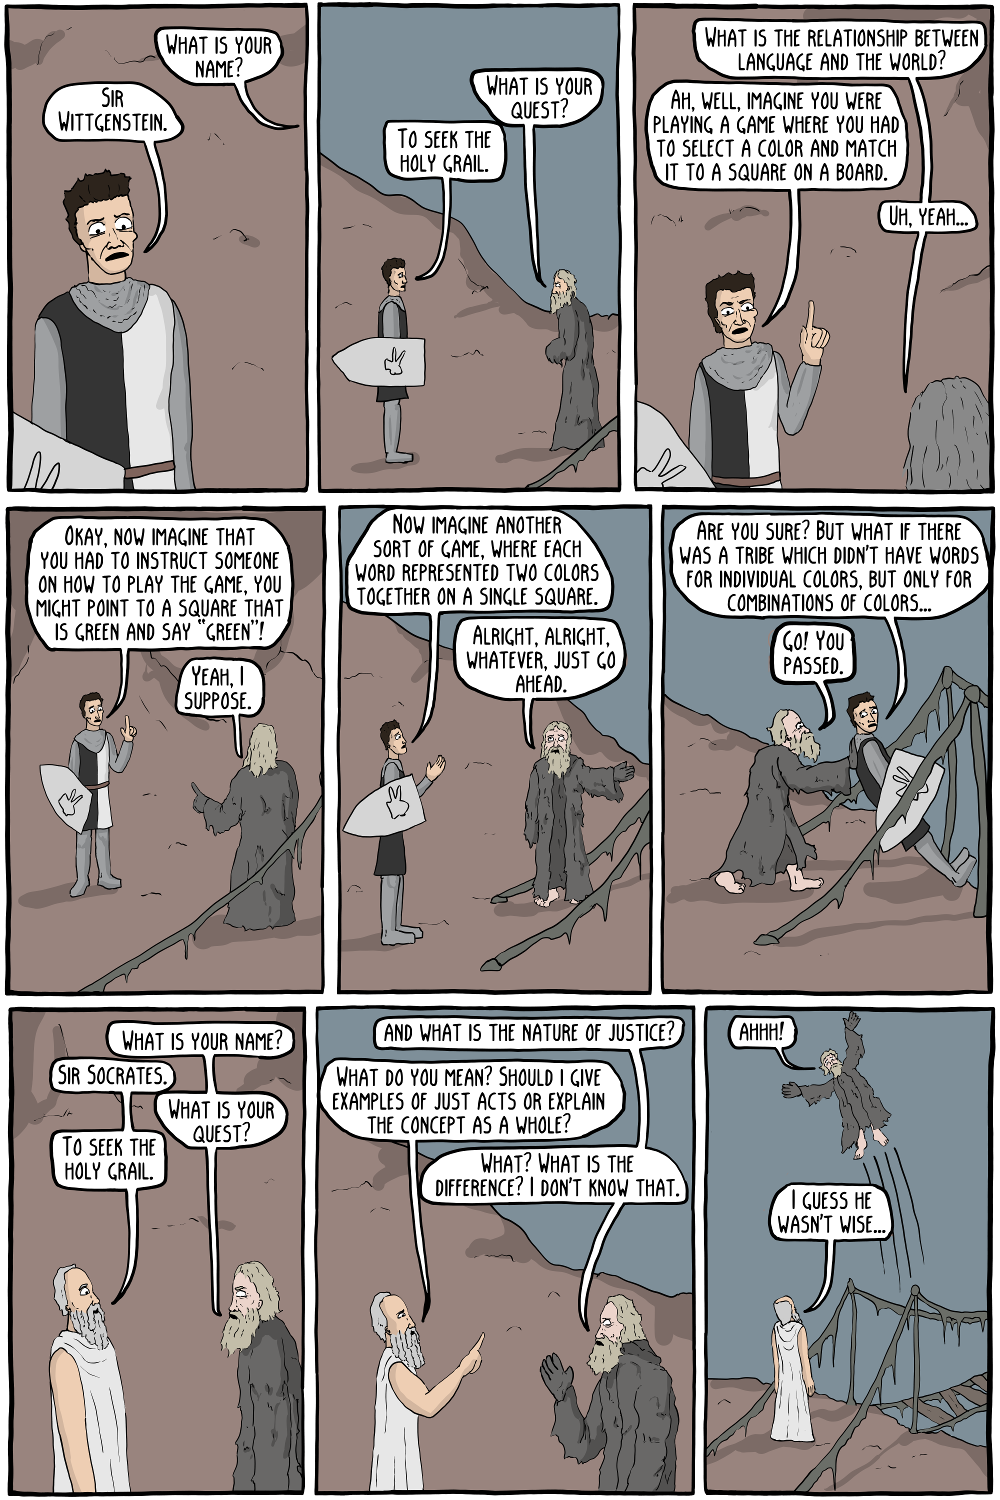 WHAT IS YOUR
NAME?
SIR
WITTGENSTEIN.
WHAT IS YOUR
QUEST?
TO SEEK THE
HOLY GRAIL.
WHAT IS THE RELATIONSHIP BETWEEN
LANGUAGE AND THE WORLD?
AH, WELL, IMAGINE YOU WERE
PLAYING A GAME WHERE YOU HAD
TO SELECT A COLOR AND MATCH
IT TO A SQUARE ON A BOARD.
UH, YEAH...
OKAY, NOW IMAGINE THAT
YOU HAD TO INSTRUCT SOMEONE
ON HOW TO PLAY THE GAME, YOU
MIGHT POINT TO A SQUARE THAT
IS GREEN AND SAY "GREEN"!
YEAH, I
SUPPOSE.
NOW IMAGINE ANOTHER
SORT OF GAME, WHERE EACH
WORD REPRESENTED TWO COLORS
TOGETHER ON A SINGLE SQUARE.
ALRIGHT, ALRIGHT,
WHATEVER, JUST GO
AHEAD.
ARE YOU SURE? BUT WHAT IF THERE
WAS A TRIBE WHICH DIDN'T HAVE WORDS
FOR INDIVIDUAL COLORS, BUT ONLY FOR
COMBINATIONS OF COLORS...
GO! YOU
PASSED.
WHAT IS YOUR NAME?
SIR SOCRATES.
WHAT IS YOUR
QUEST?
TO SEEK THE
HOLY GRAIL.
AND WHAT IS THE NATURE OF JUSTICE?
WHAT DO YOU MEAN? SHOULD I GIVE
EXAMPLES OF JUST ACTS OR EXPLAIN
THE CONCEPT AS A WHOLE?
WHAT? WHAT IS THE
DIFFERENCE? I DON'T KNOW THAT.
AHHH!
I GUESS HE
WASN'T WISE...